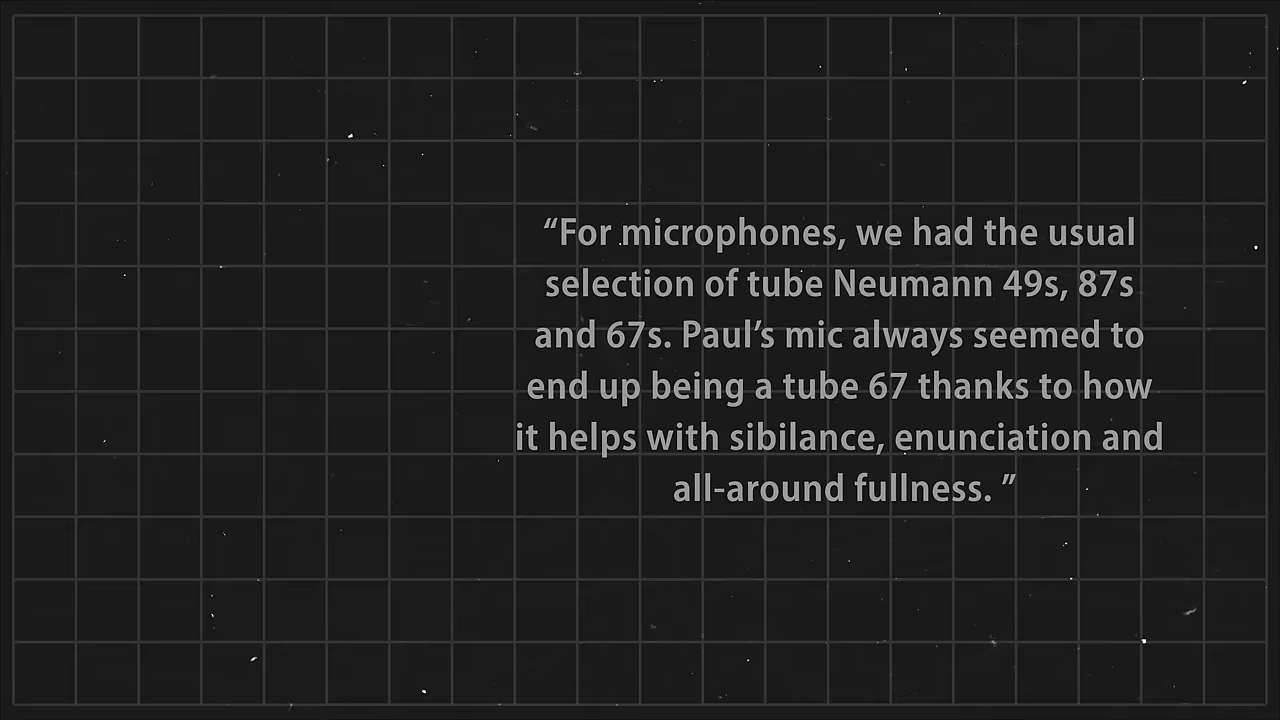 “For microphones, we had the usual
selection of tube Neumann 49s, 87s
and 67s. Paul’s mic always seemed to
end up being a tube 67 thanks to how
it helps with sibilance, enunciation and
all-around fullness. ”